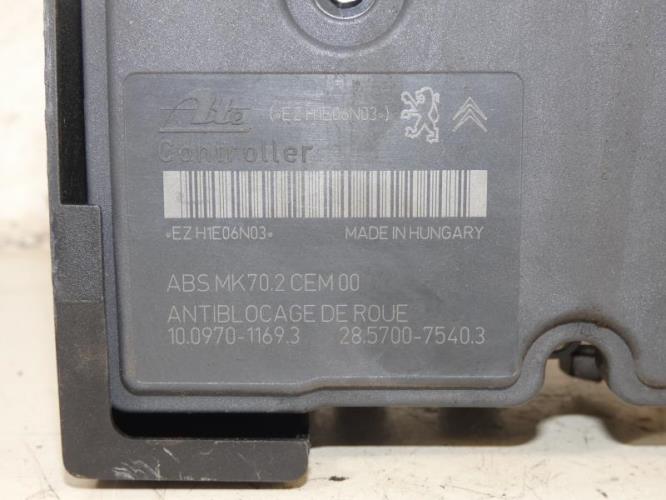 Ate (*EZ H1E06N03*)
Controller
*EZ H1E06N03* MADE IN HUNGARY
ABS MK70.2 CEM 00
ANTIBLOCAGE DE ROUE
10.0970-1169.3 28.5700-7540.3